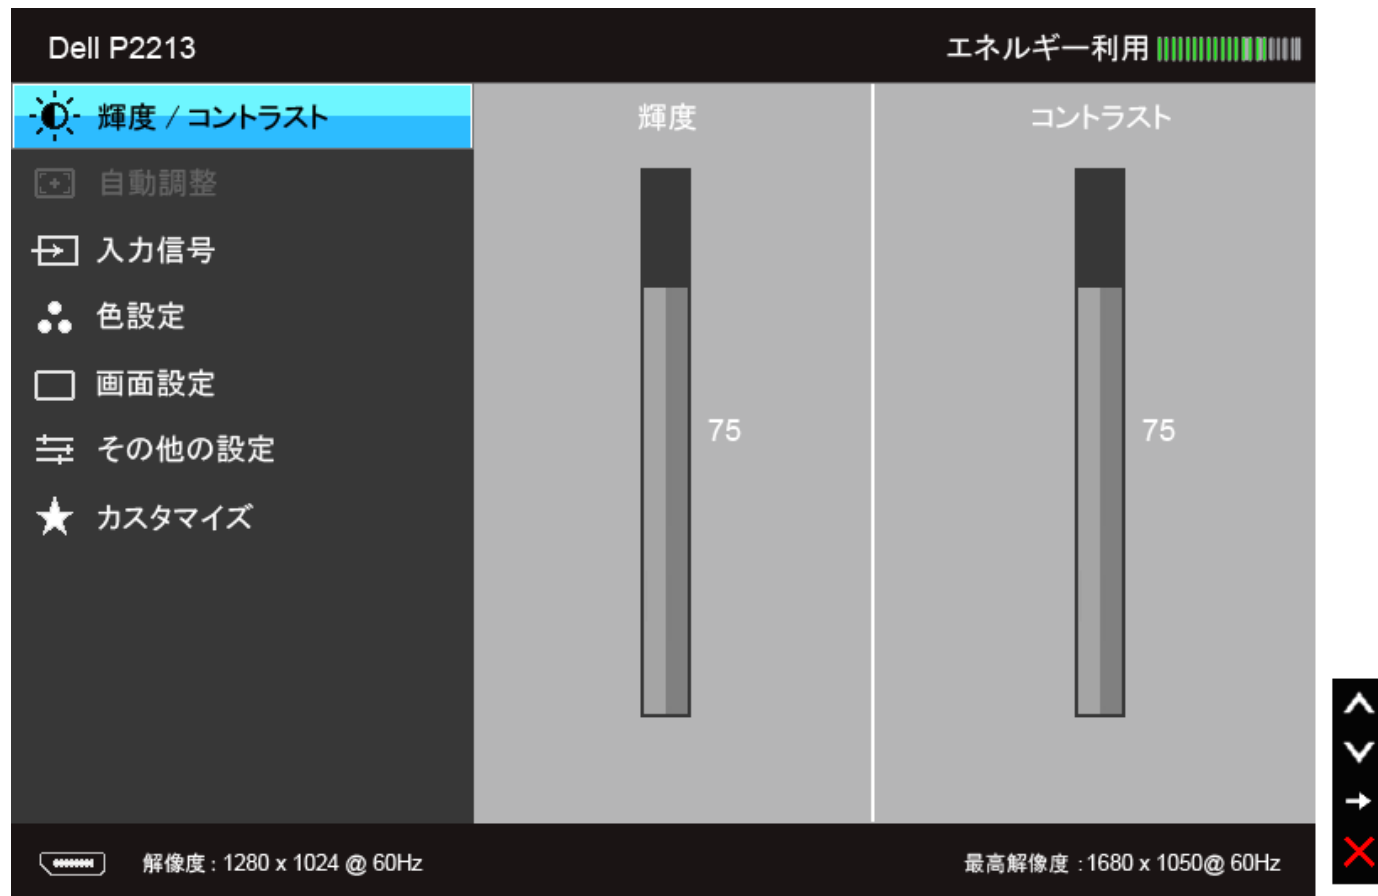 Dell P2213
エネルギー利用
輝度 / コントラスト
自動調整
入力信号
色設定
画面設定
その他の設定
カスタマイズ
輝度
75
コントラスト
75
解像度 : 1280 x 1024 @ 60Hz
最高解像度 :1680 x 1050@ 60Hz